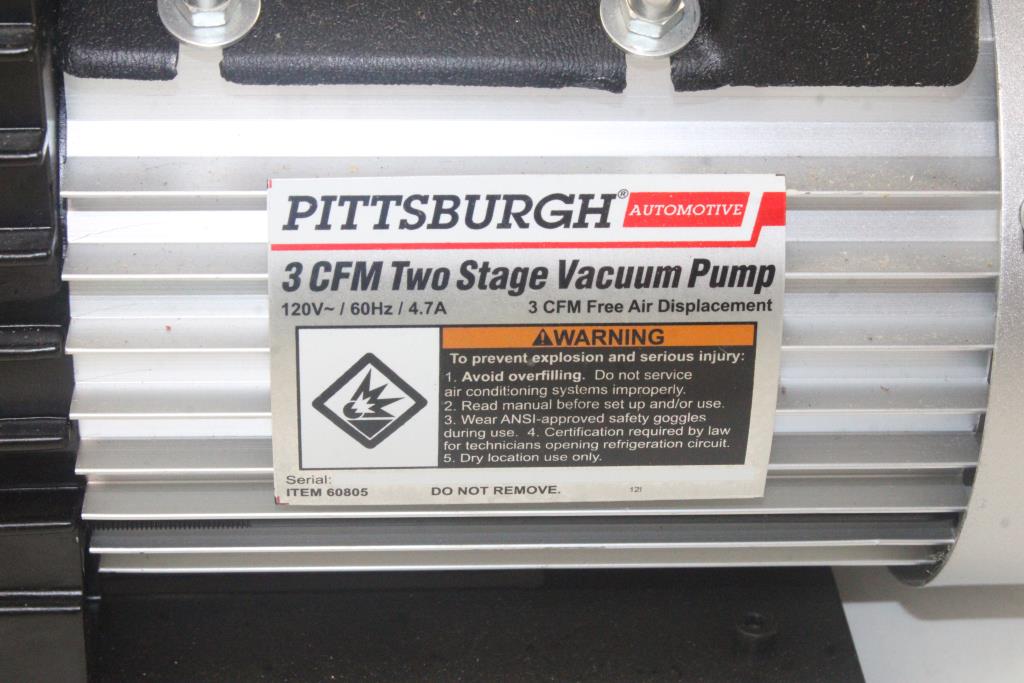 PITTSBURGH® AUTOMOTIVE
3 CFM Two Stage Vacuum Pump
120V~ / 60Hz / 4.7A 3 CFM Free Air Displacement
⚠WARNING
To prevent explosion and serious injury:
1. Avoid overfilling. Do not service
air conditioning systems improperly.
2. Read manual before set up and/or use.
3. Wear ANSI-approved safety goggles
during use. 4. Certification required by law
for technicians opening refrigeration circuit.
5. Dry location use only.
Serial:
ITEM 60805 DO NOT REMOVE.